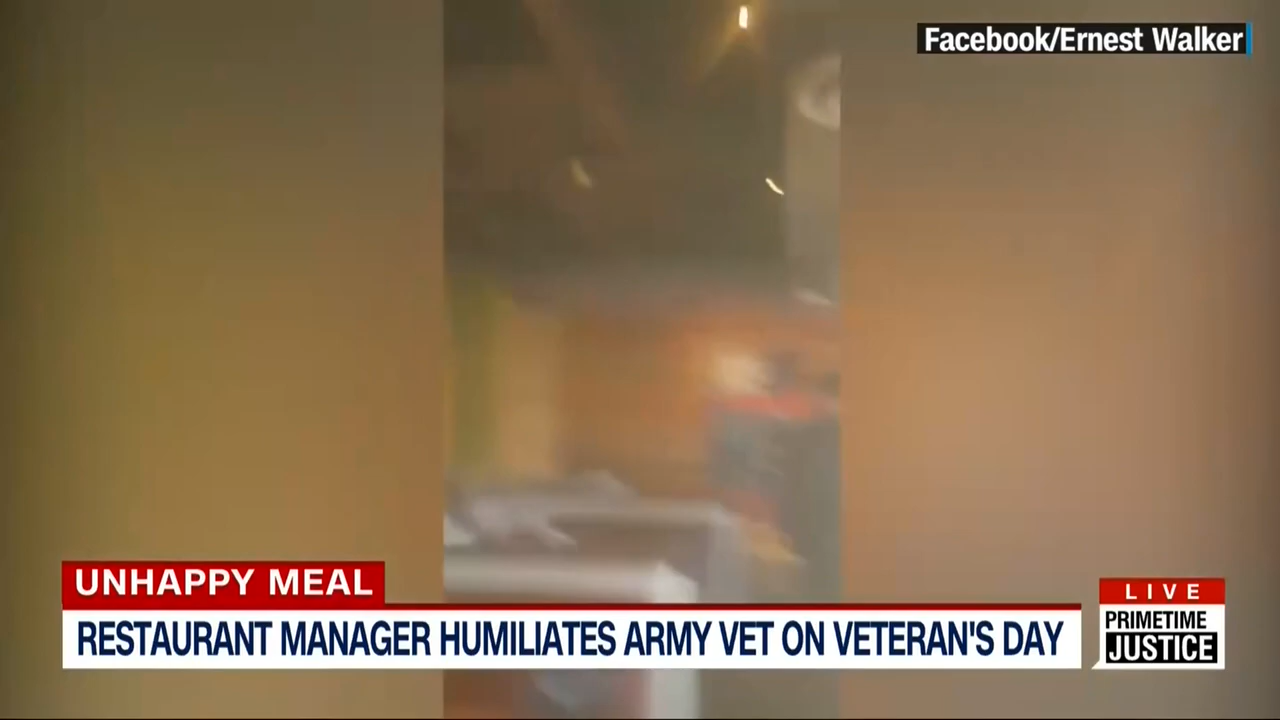 Facebook/Ernest Walker
UNHAPPY MEAL
RESTAURANT MANAGER HUMILIATES ARMY VET ON VETERAN'S DAY
LIVE
PRIMETIME
JUSTICE